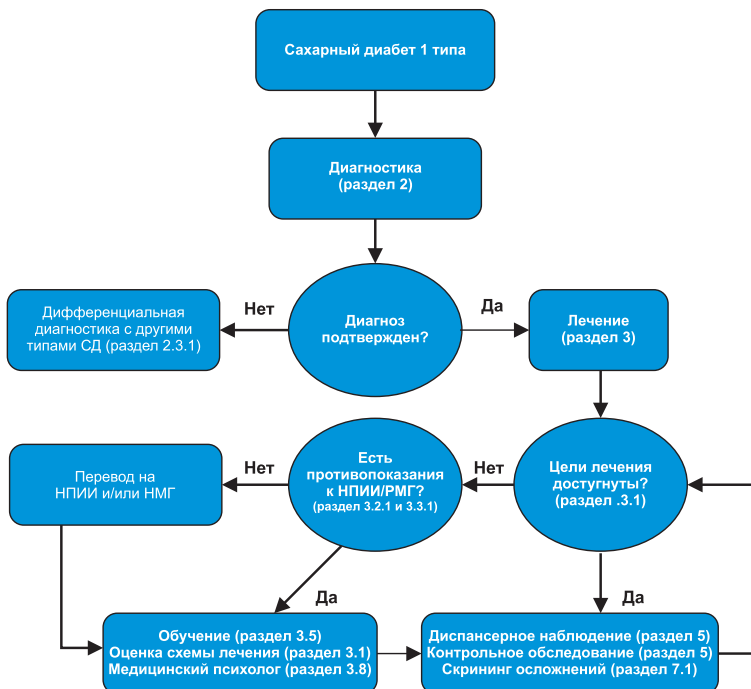 Сахарный диабет 1 типа
Диагностика
(раздел 2)
Диагноз
подтвержден?
Нет
Да
Дифференциальная
диагностика с другими
типами СД (раздел 2.3.1)
Лечение
(раздел 3)
Цели лечения
достугнуты?
(раздел .3.1)
Нет
Есть
противопоказания
к НПИИ/РМГ?
(раздел 3.2.1 и 3.3.1)
Нет
Перевод на
НПИИ и/или НМГ
Да
Да
Обучение (раздел 3.5)
Оценка схемы лечения (раздел 3.1)
Медицинский психолог (раздел 3.8)
Диспансерное наблюдение (раздел 5)
Контрольное обследование (раздел 5)
Скрининг осложнений (раздел 7.1)